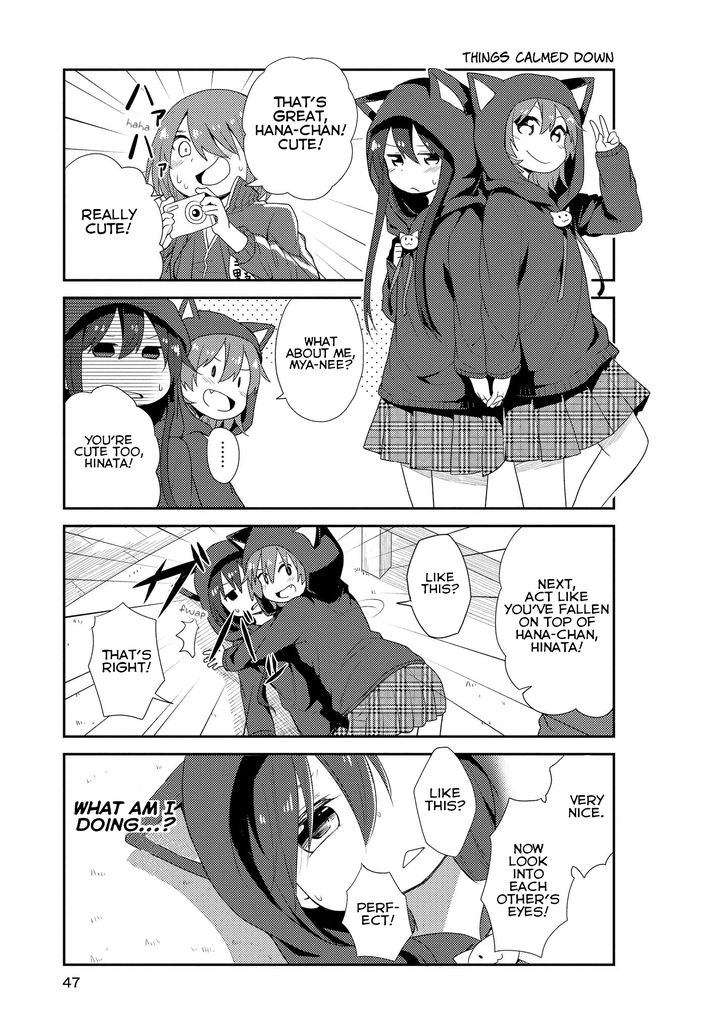 THINGS CALMED DOWN
THAT'S
GREAT,
HANA-CHAN!
CUTE!
haha
REALLY
CUTE!
WHAT
ABOUT ME,
MYA-NEE?
......
YOU'RE
CUTE TOO,
HINATA!
NEXT,
ACT LIKE
YOU'VE FALLEN
ON TOP OF
HANA-CHAN,
HINATA!
LIKE
THIS?
fwap
THAT'S
RIGHT!
VERY
NICE.
NOW
LOOK
INTO
EACH
OTHER'S
EYES!
LIKE
THIS?
PERF-
ECT!
WHAT AM I
DOING...?
47